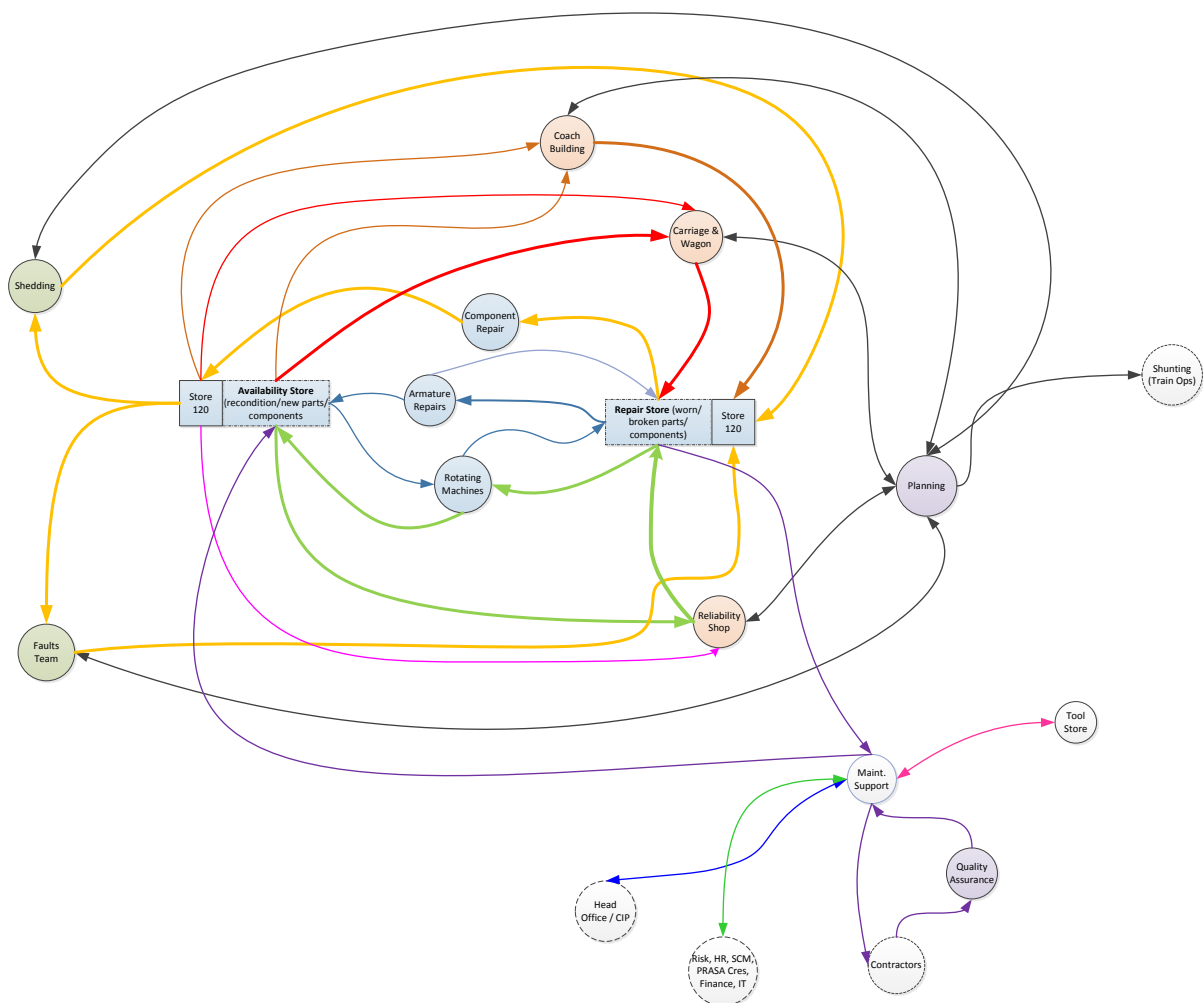 Coach
Building
Carriage &
Wagon
Shedding
Component
Repair
Shunting
(Train Ops)
Store
120
Availability Store
(recondition/new parts/
components
Armature
Repairs
Repair Store (worn/
broken parts/
components)
Store
120
Rotating
Machines
Planning
Reliability
Shop
Faults
Team
Tool
Store
Maint.
Support
Quality
Assurance
Head
Office / CIP
Risk, HR, SCM,
PRASA Cres,
Finance, IT
Contractors